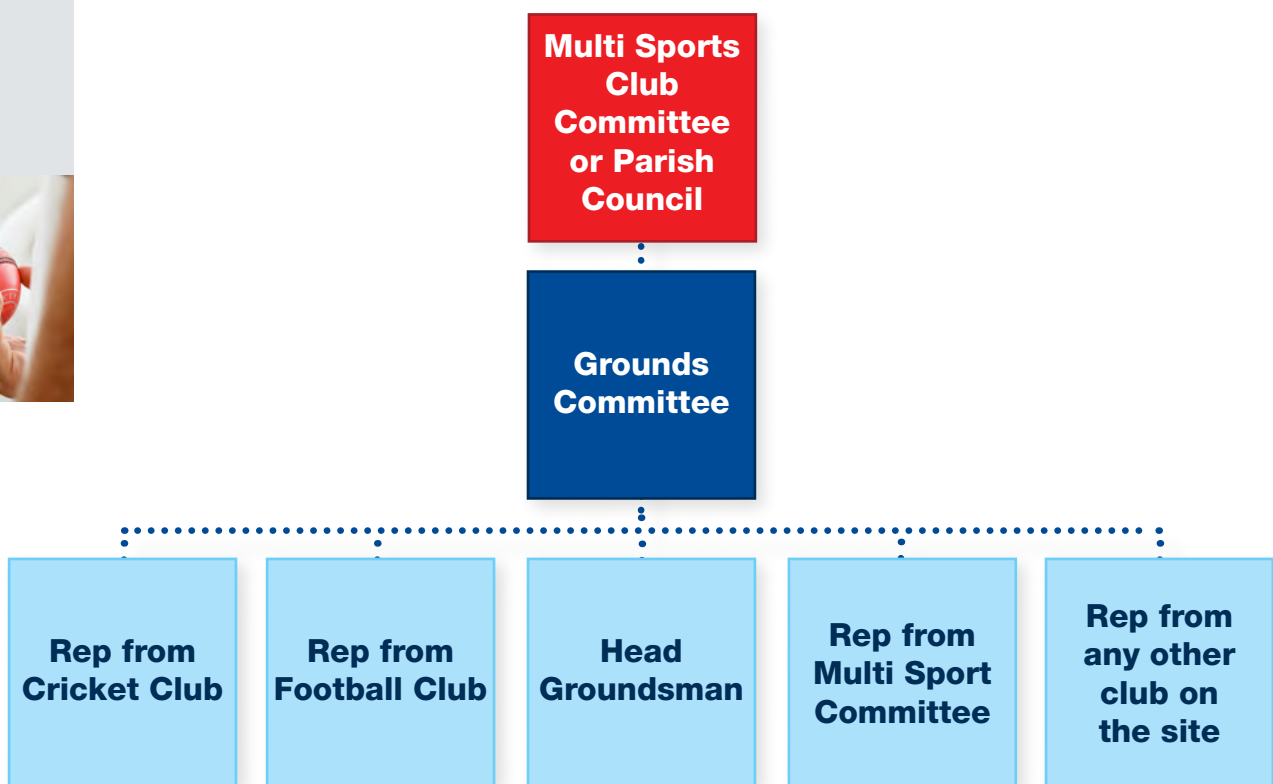 Multi Sports
Club
Committee
or Parish
Council
Grounds
Committee
Rep from
Cricket Club
Rep from
Football Club
Head
Groundsman
Rep from
Multi Sport
Committee
Rep from
any other
club on
the site